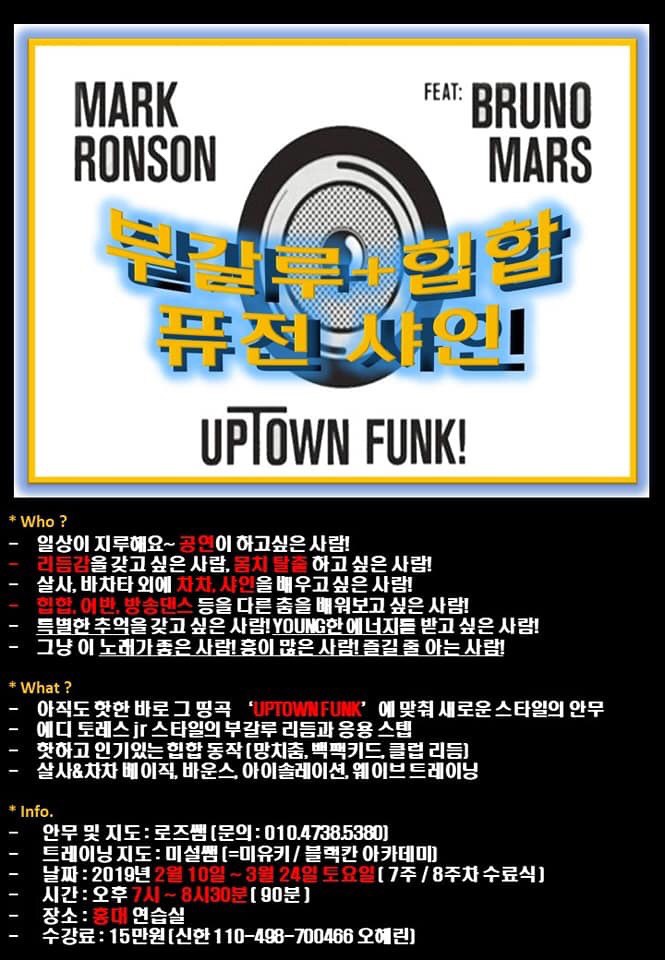 MARK
RONSON
FEAT: BRUNO
MARS
부갈루+힙합
퓨전 샤인!
UPTOWN FUNK!
* Who ?
- 일상이 지루해요~ 공연이 하고싶은 사람!
- 리듬감을 갖고 싶은 사람, 몸치 탈출 하고 싶은 사람!
- 살사, 바차타 외에 차차, 샤인을 배우고 싶은 사람!
- 힙합, 어반, 방송댄스 등을 다른 춤을 배워보고 싶은 사람!
- 특별한 추억을 갖고 싶은 사람! YOUNG한 에너지를 받고 싶은 사람!
- 그냥 이 노래가 좋은 사람! 흥이 많은 사람! 즐길 줄 아는 사람!
* What ?
- 아직도 핫한 바로 그 띵곡 ‘UPTOWN FUNK’에 맞춰 새로운 스타일의 안무
- 에디 토레스 jr 스타일의 부갈루 리듬과 응용 스텝
- 핫하고 인기있는 힙합 동작 (망치춤, 백팩키드, 클럽 리듬)
- 살사&차차 베이직, 바운스, 아이솔레이션, 웨이브 트레이닝
* Info.
- 안무 및 지도 : 로즈쌤 (문의 : 010.4738.5380)
- 트레이닝 지도 : 미설쌤 (=미유키 / 블랙칸 아카데미)
- 날짜 : 2019년 2월 10일 ~ 3월 24일 토요일 ( 7주 / 8주차 수료식 )
- 시간 : 오후 7시 ~ 8시30분 ( 90분 )
- 장소 : 홍대 연습실
- 수강료 : 15만원 (신한 110-498-700466 오혜린)